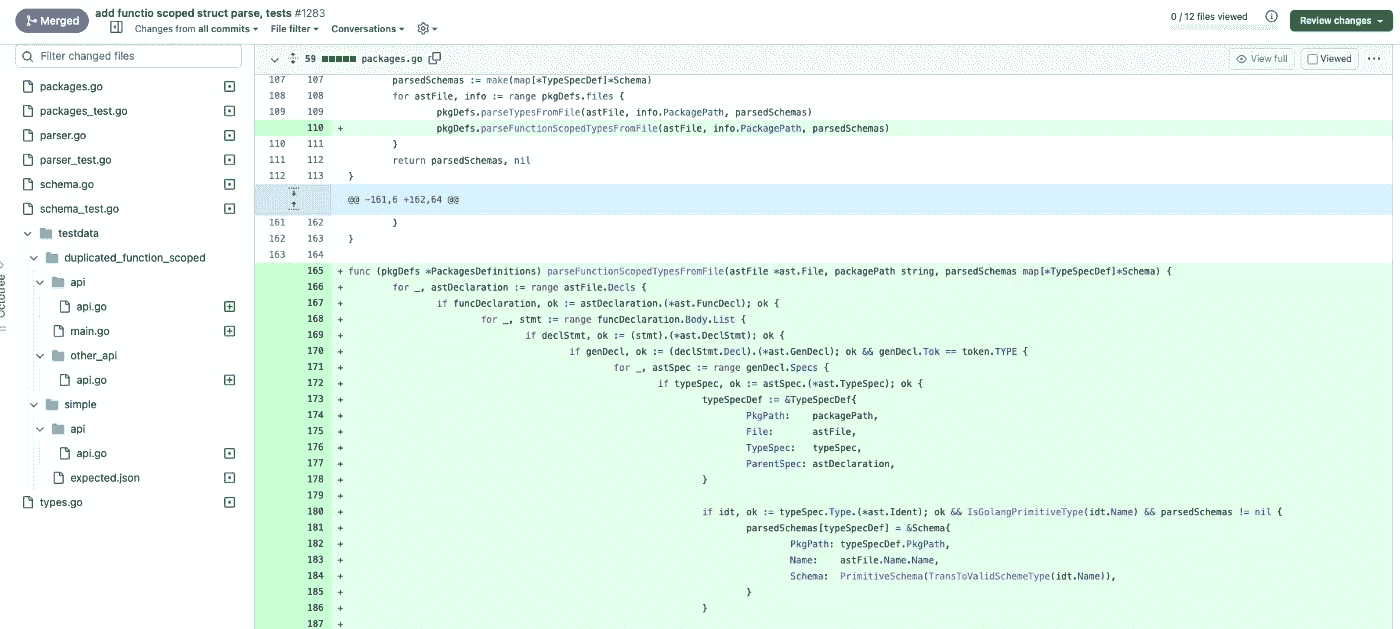 Merged
add functio scoped struct parse, tests #1283
Changes from all commits
File filter
Conversations
0 / 12 files viewed
Review changes
Filter changed files
packages.go
packages_test.go
parser.go
parser_test.go
schema.go
schema_test.go
testdata
duplicated_function_scoped
api
api.go
main.go
other_api
api.go
simple
api
api.go
expected.json
types.go
Octotree
59 packages.go
View full
Viewed
107 107 parsedSchemas := make(map[*TypeSpecDef]*Schema)
108 108 for astFile, info := range pkgDefs.files {
109 109 pkgDefs.parseTypesFromFile(astFile, info.PackagePath, parsedSchemas)
110 + pkgDefs.parseFunctionScopedTypesFromFile(astFile, info.PackagePath, parsedSchemas)
110 111 }
111 112 return parsedSchemas, nil
112 113 }
@@ -161,6 +162,64 @@
161 162 }
162 163 }
163 164
165 + func (pkgDefs *PackagesDefinitions) parseFunctionScopedTypesFromFile(astFile *ast.File, packagePath string, parsedSchemas map[*TypeSpecDef]*Schema) {
166 + for _, astDeclaration := range astFile.Decls {
167 + if funcDeclaration, ok := astDeclaration.(*ast.FuncDecl); ok {
168 + for _, stmt := range funcDeclaration.Body.List {
169 + if declStmt, ok := (stmt).(*ast.DeclStmt); ok {
170 + if genDecl, ok := (declStmt.Decl).(*ast.GenDecl); ok && genDecl.Tok == token.TYPE {
171 + for _, astSpec := range genDecl.Specs {
172 + if typeSpec, ok := astSpec.(*ast.TypeSpec); ok {
173 + typeSpecDef := &TypeSpecDef{
174 + PkgPath: packagePath,
175 + File: astFile,
176 + TypeSpec: typeSpec,
177 + ParentSpec: astDeclaration,
178 + }
179 +
180 + if idt, ok := typeSpec.Type.(*ast.Ident); ok && IsGolangPrimitiveType(idt.Name) && parsedSchemas != nil {
181 + parsedSchemas[typeSpecDef] = &Schema{
182 + PkgPath: typeSpecDef.PkgPath,
183 + Name: astFile.Name.Name,
184 + Schema: PrimitiveSchema(TransToValidSchemeType(idt.Name)),
185 + }
186 + }
187 +